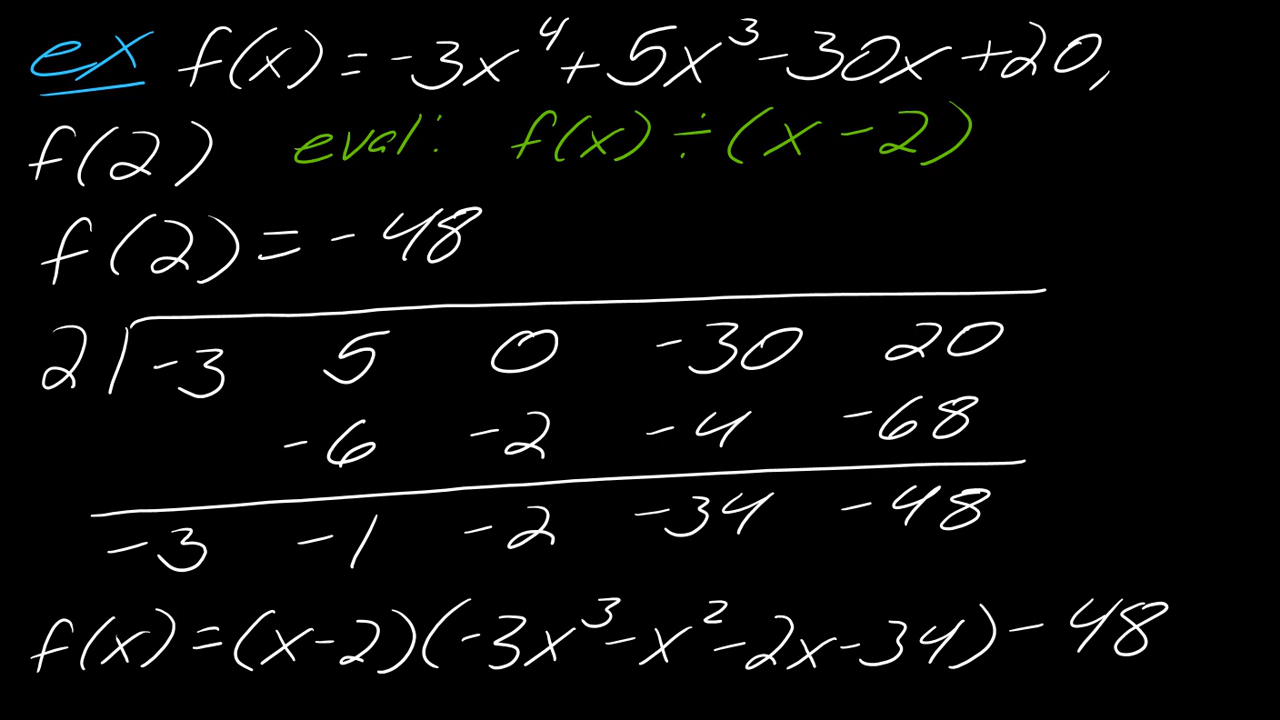 ex f(x) = -3x⁴ + 5x³ - 30x + 20,
f(2) eval: f(x) ÷ (x - 2)
f(2) = -48
2 -3 5 0 -30 20
-6 -2 -4 -68
-3 -1 -2 -34 -48
f(x) = (x-2)(-3x³ - x² - 2x - 34) - 48